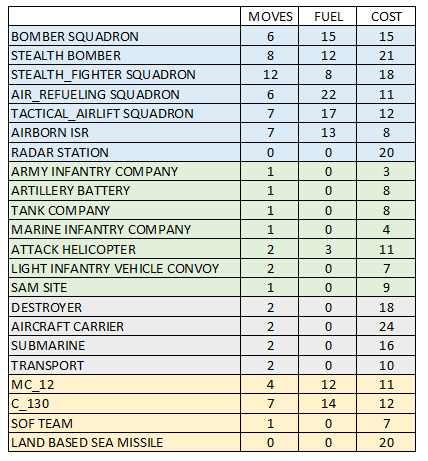 MOVES FUEL COST
BOMBER SQUADRON 6 15 15
STEALTH BOMBER 8 12 21
STEALTH_FIGHTER SQUADRON 12 8 18
AIR_REFUELING SQUADRON 6 22 11
TACTICAL_AIRLIFT SQUADRON 7 17 12
AIRBORN ISR 7 13 8
RADAR STATION 0 0 20
ARMY INFANTRY COMPANY 1 0 3
ARTILLERY BATTERY 1 0 8
TANK COMPANY 1 0 8
MARINE INFANTRY COMPANY 1 0 4
ATTACK HELICOPTER 2 3 11
LIGHT INFANTRY VEHICLE CONVOY 2 0 7
SAM SITE 1 0 9
DESTROYER 2 0 18
AIRCRAFT CARRIER 2 0 24
SUBMARINE 2 0 16
TRANSPORT 2 0 10
MC_12 4 12 11
C_130 7 14 12
SOF TEAM 1 0 7
LAND BASED SEA MISSILE 0 0 20